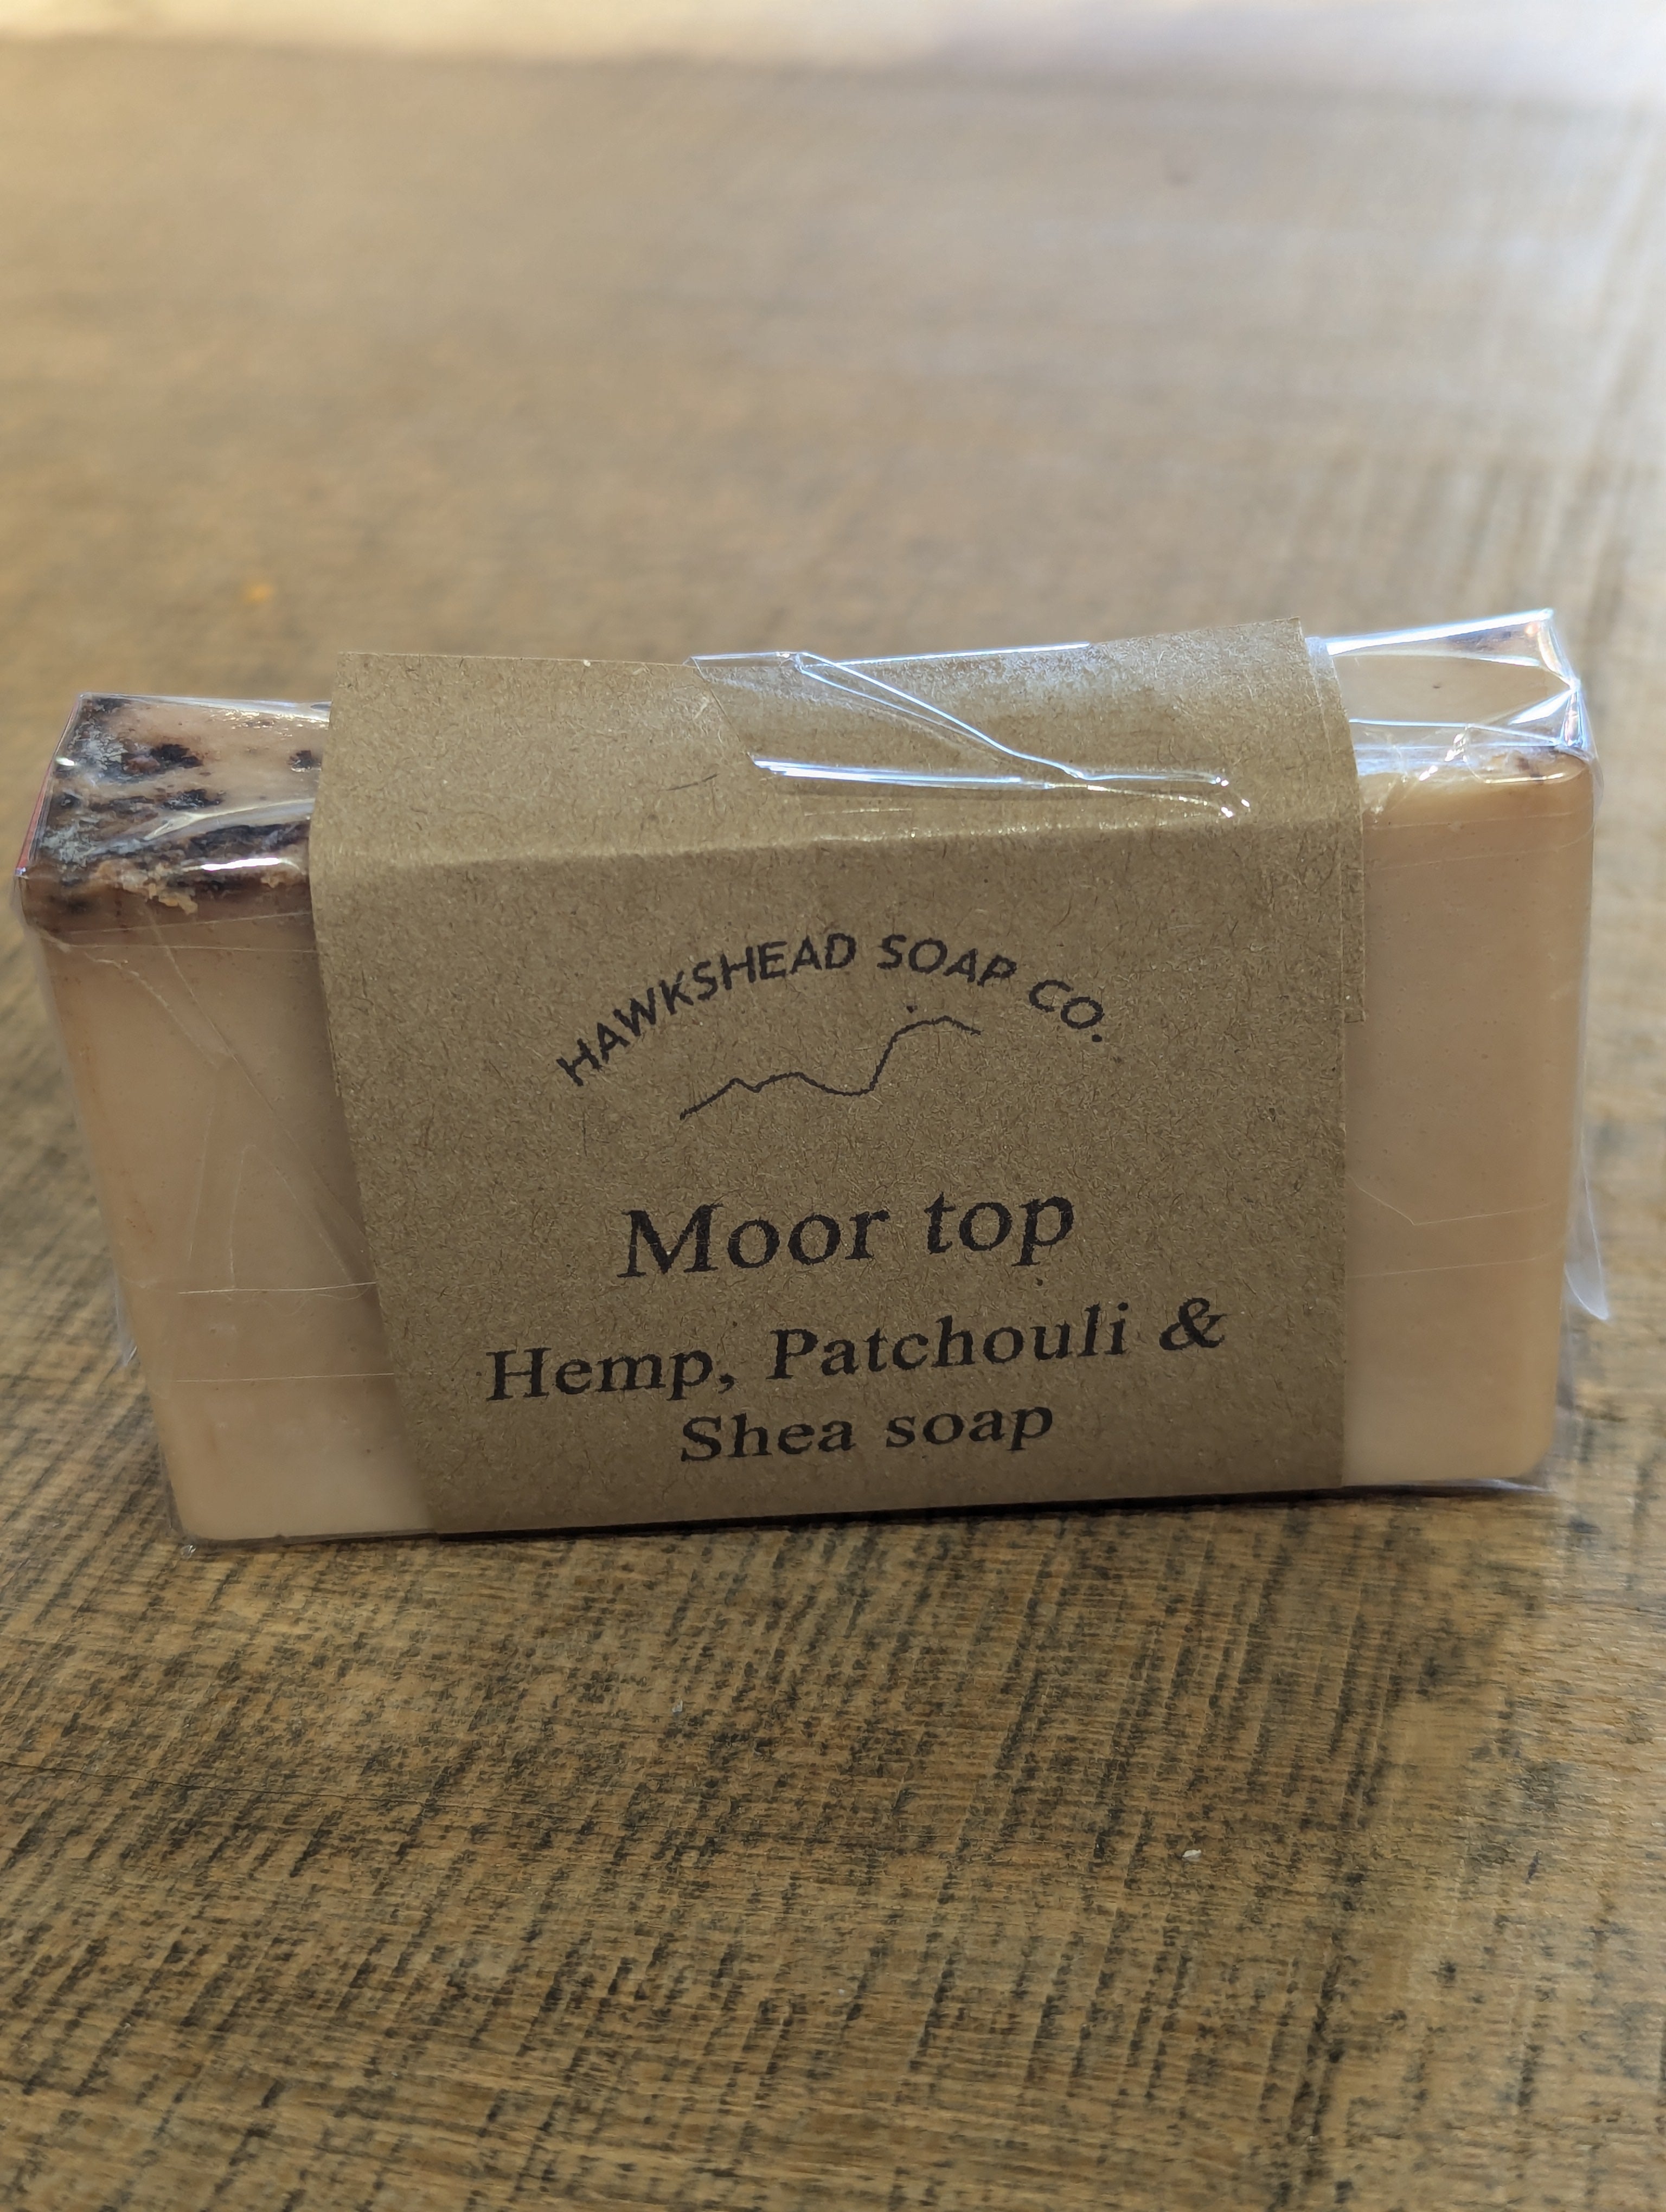 HAWKSHEAD SOAP CO.
Moor top
Hemp, Patchouli &
Shea soap